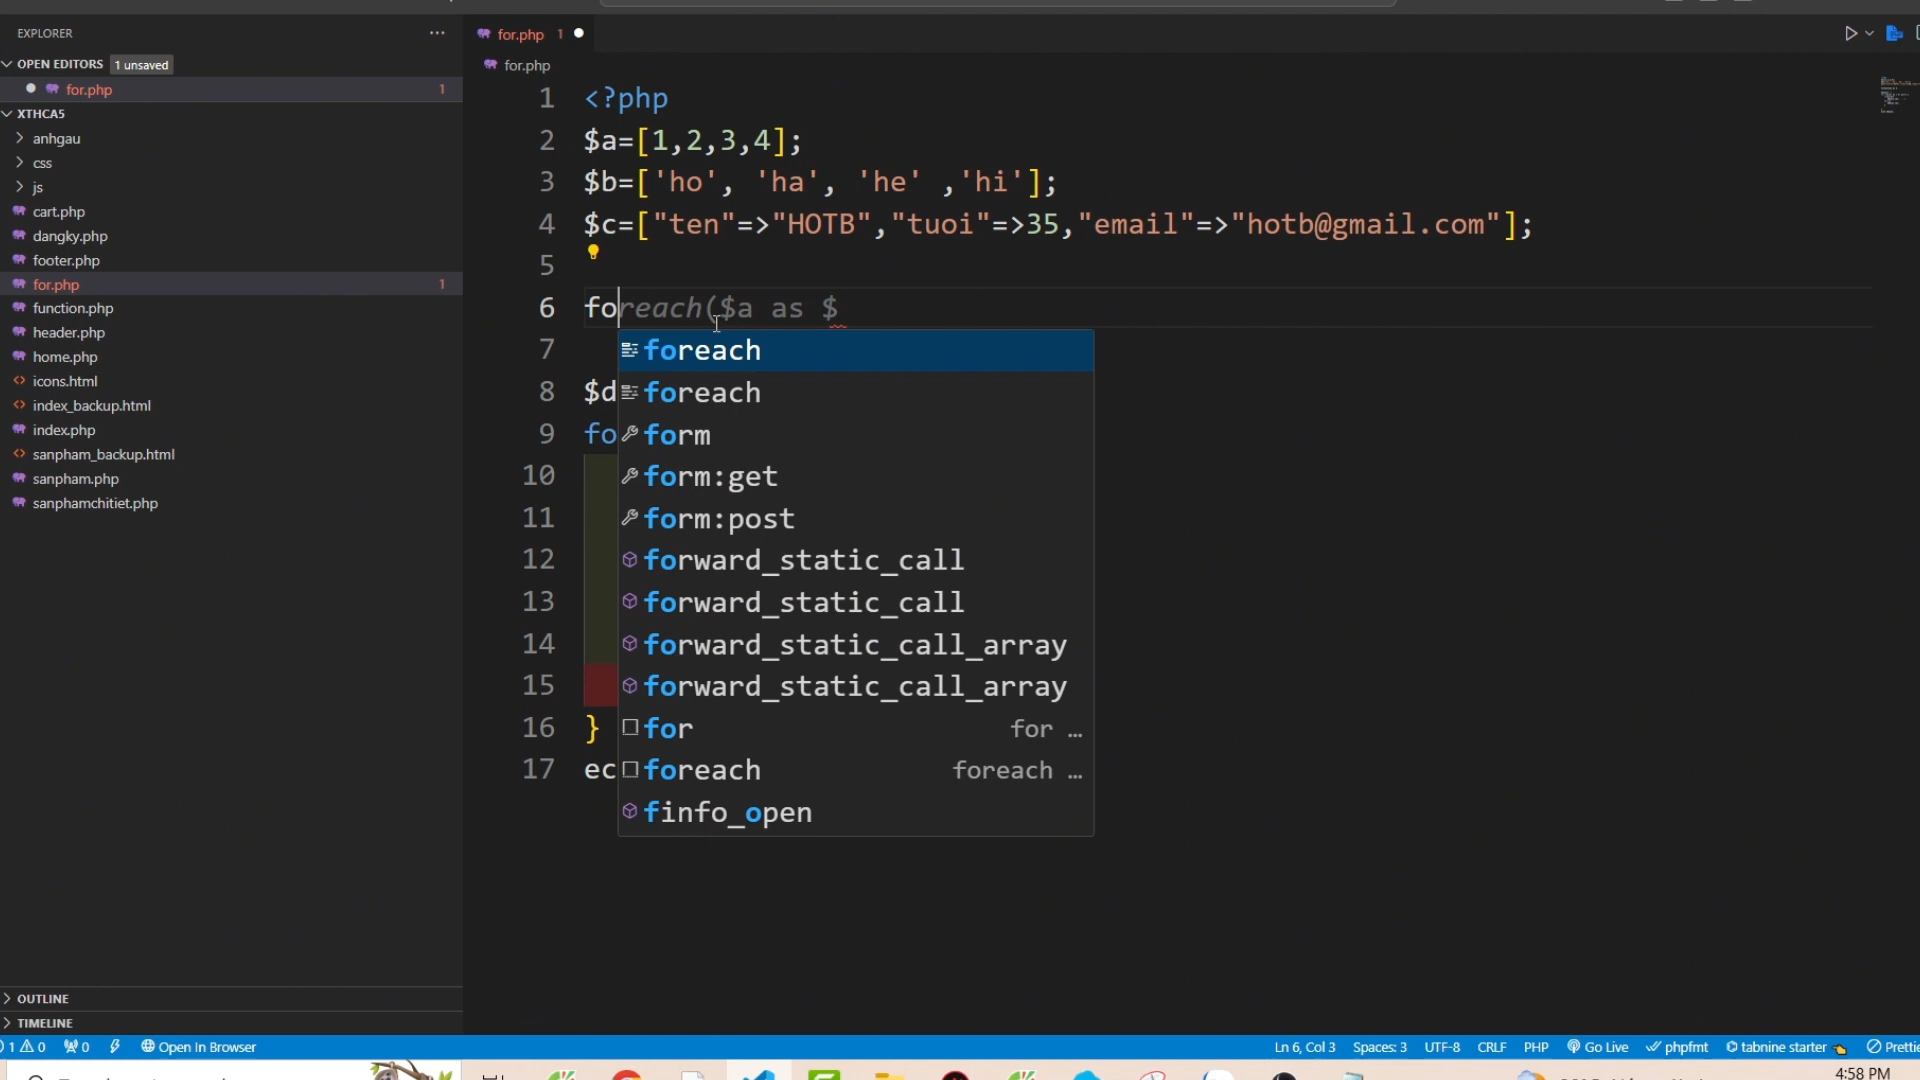 EXPLORER
OPEN EDITORS 1 unsaved
for.php 1
XTHCA5
anhgau
css
js
cart.php
dangky.php
footer.php
for.php 1
function.php
header.php
home.php
icons.html
index_backup.html
index.php
sanpham_backup.html
sanpham.php
sanphamchitiet.php
OUTLINE
TIMELINE
for.php 1
for.php
1 <?php
2 $a=[1,2,3,4];
3 $b=['ho', 'ha', 'he' ,'hi'];
4 $c=["ten"=>"HOTB","tuoi"=>35,"email"=>"hotb@gmail.com"];
5
6 foreach($a as $
7
8 $d
9 fo
10
11
12
13
14
15
16 }
17 ec
foreach
foreach
form
form:get
form:post
forward_static_call
forward_static_call
forward_static_call_array
forward_static_call_array
for for …
foreach foreach …
finfo_open
1 0 0 Open In Browser Ln 6, Col 3 Spaces: 3 UTF-8 CRLF PHP Go Live phpfmt tabnine starter Prettie
4:58 PM